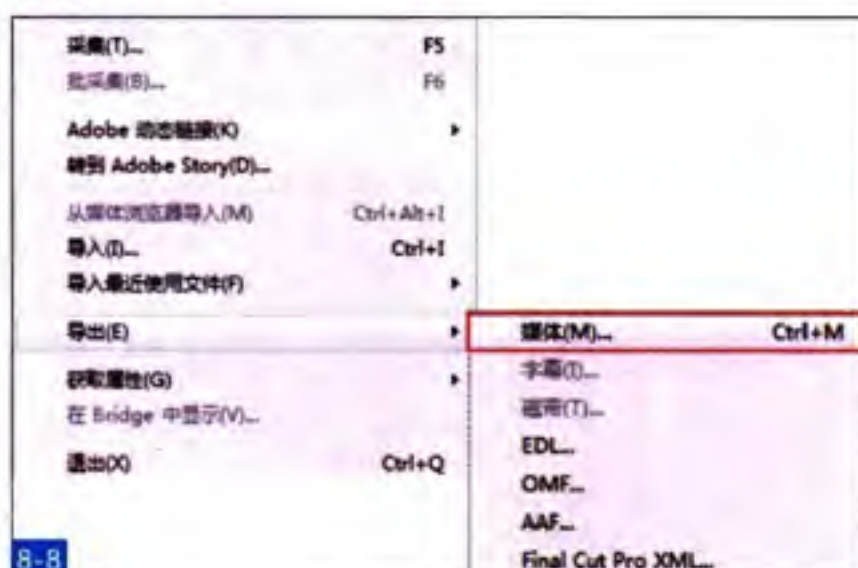 采集(T)... F5
批采集(B)... F6
Adobe 动态链接(K)
转到 Adobe Story(D)...
从媒体浏览器导入(M) Ctrl+Alt+I
导入(I)... Ctrl+I
导入最近使用文件(F)
导出(E)
获取属性(G)
在 Bridge 中显示(V)...
退出(X) Ctrl+Q
媒体(M)... Ctrl+M
字幕(I)...
磁带(T)...
EDL...
OMF...
AAF...
Final Cut Pro XML...
8-8